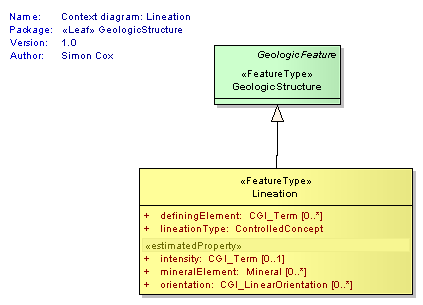 Name: Context diagram: Lineation
Package: «Leaf» GeologicStructure
Version: 1.0
Author: Simon Cox
GeologicFeature
«FeatureType»
GeologicStructure
«FeatureType»
Lineation
+ definingElement: CGI_Term [0..*]
+ lineationType: ControlledConcept
«estimatedProperty»
+ intensity: CGI_Term [0..1]
+ mineralElement: Mineral [0..*]
+ orientation: CGI_LinearOrientation [0..*]